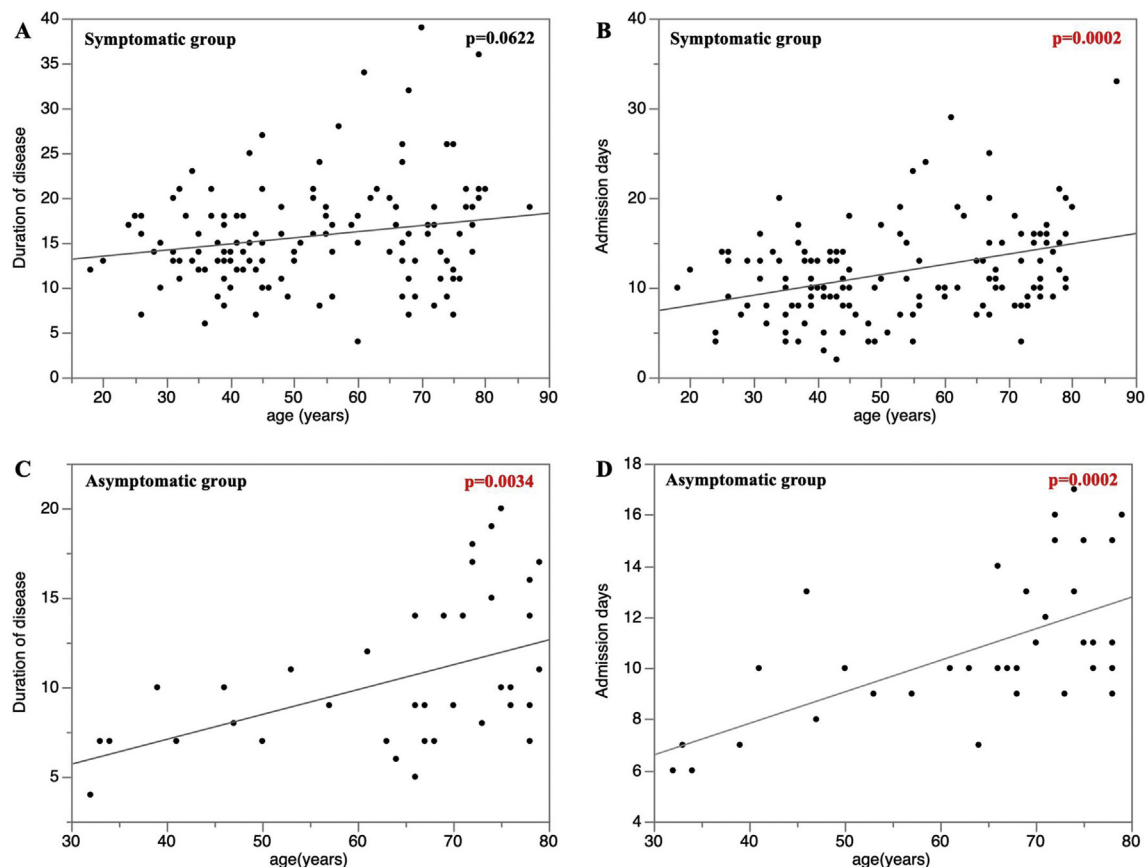 A
Symptomatic group
p=0.0622
40
35
30
25
20
15
10
5
0
Duration of disease
20 30 40 50 60 70 80 90
age (years)
B
Symptomatic group
p=0.0002
40
30
20
10
0
Admission days
20 30 40 50 60 70 80 90
age (years)
C
Asymptomatic group
p=0.0034
20
15
10
5
Duration of disease
30 40 50 60 70 80
age(years)
D
Asymptomatic group
p=0.0002
18
16
14
12
10
8
6
4
Admission days
30 40 50 60 70 80
age(years)